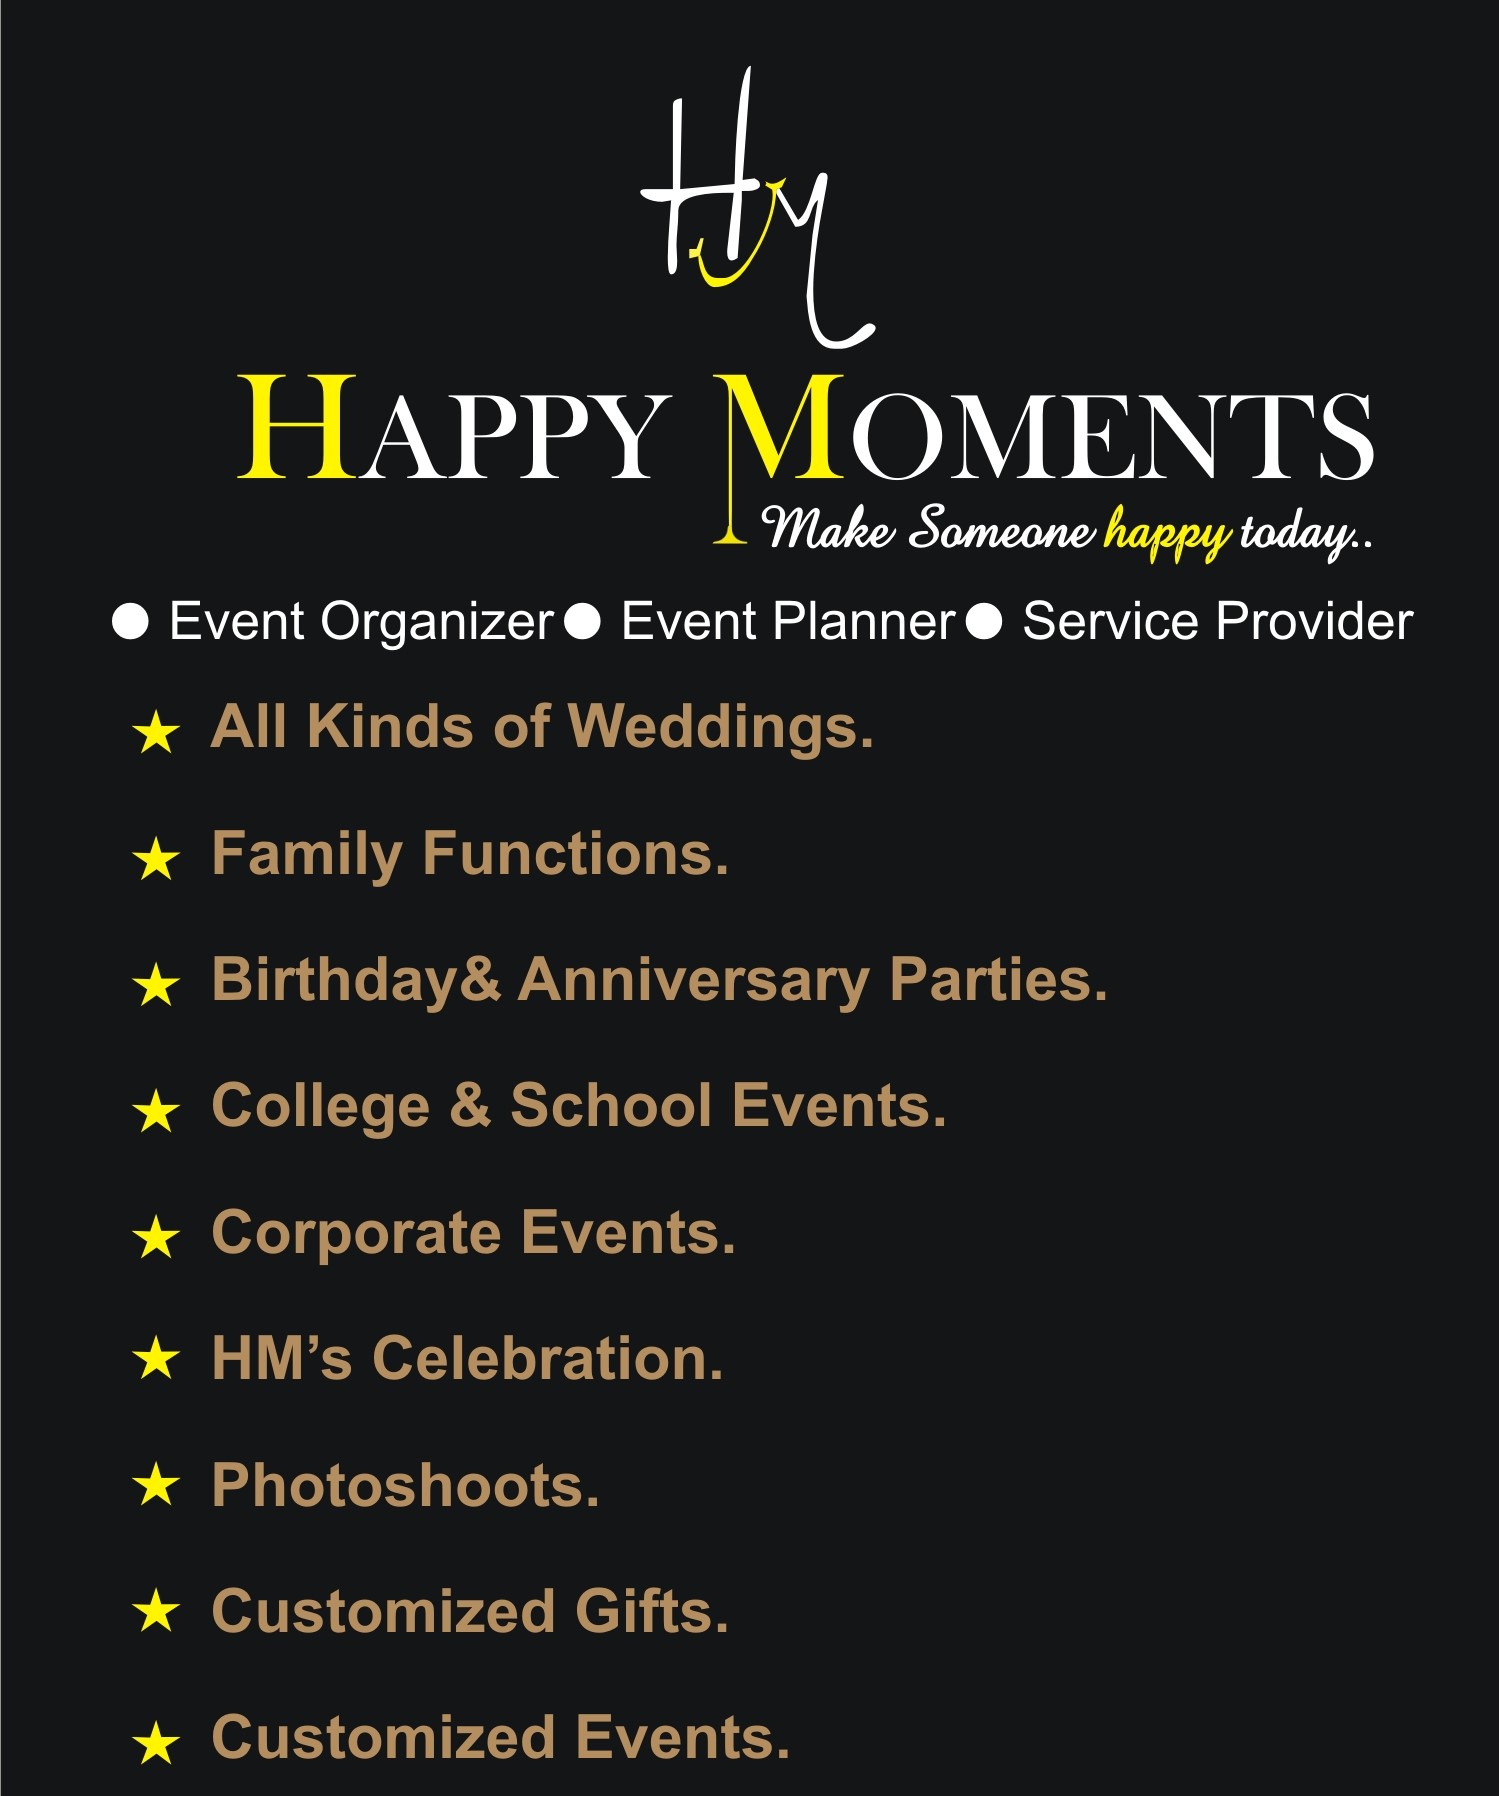 HM
HAPPY MOMENTS
Make Someone happy today..
● Event Organizer ● Event Planner ● Service Provider
★ All Kinds of Weddings.
★ Family Functions.
★ Birthday& Anniversary Parties.
★ College & School Events.
★ Corporate Events.
★ HM’s Celebration.
★ Photoshoots.
★ Customized Gifts.
★ Customized Events.